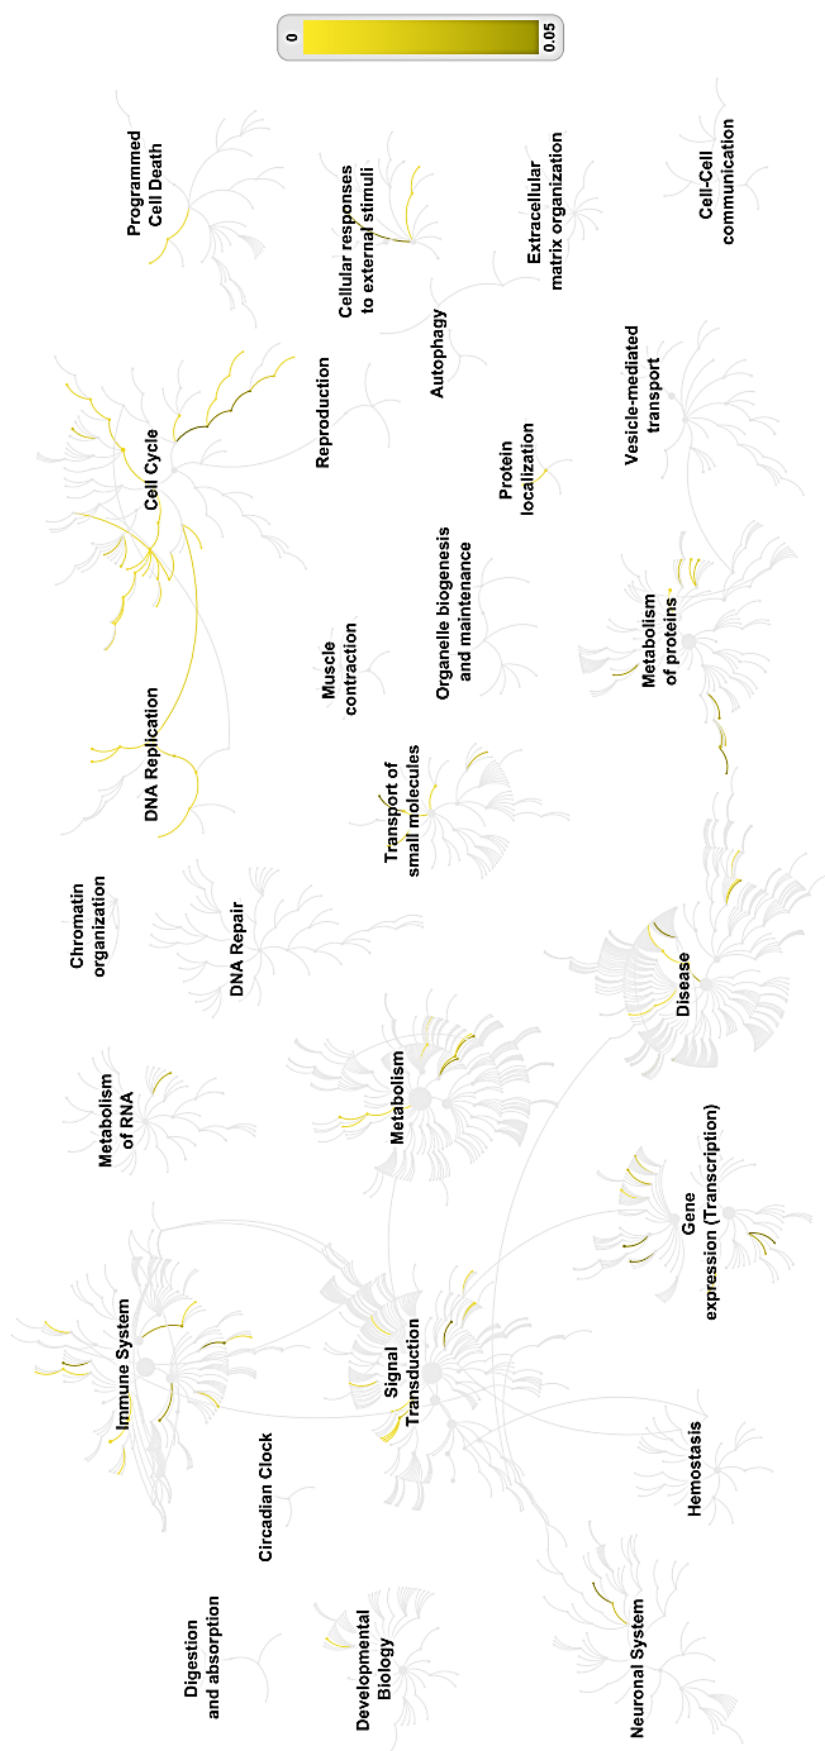 Immune System
Metabolism
of RNA
Chromatin
organization
DNA Replication
Cell Cycle
Programmed
Cell Death
Digestion
and absorption
Circadian Clock
DNA Repair
Muscle
contraction
Reproduction
Cellular responses
to external stimuli
0
0.05
Developmental
Biology
Signal
Transduction
Metabolism
Transport of
small molecules
Organelle biogenesis
and maintenance
Autophagy
Protein
localization
Extracellular
matrix organization
Neuronal System
Hemostasis
Gene
expression (Transcription)
Disease
Metabolism
of proteins
Vesicle-mediated
transport
Cell-Cell
communication